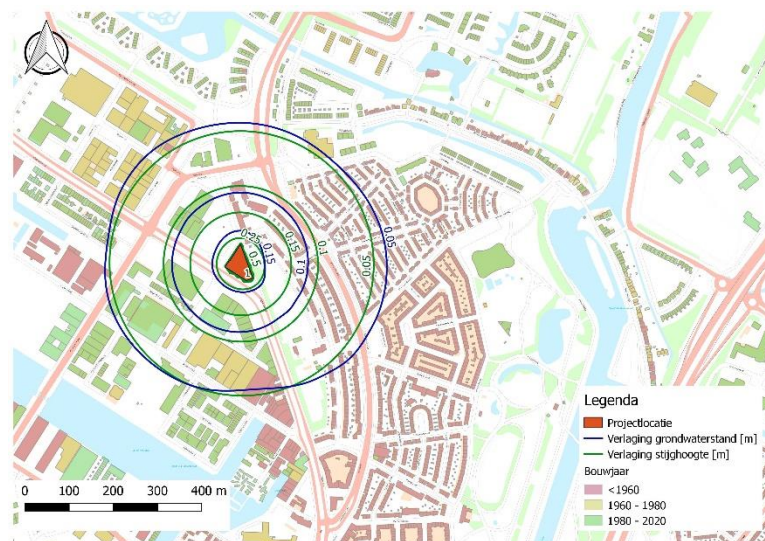 0.05
0.05
0.1
0.1
0.15
0.15
0.25
0.5
1
Legenda
Projectlocatie
Verlaging grondwaterstand [m]
Verlaging stijghoogte [m]
Bouwjaar
<1960
1960 - 1980
1980 - 2020
0 100 200 300 400 m